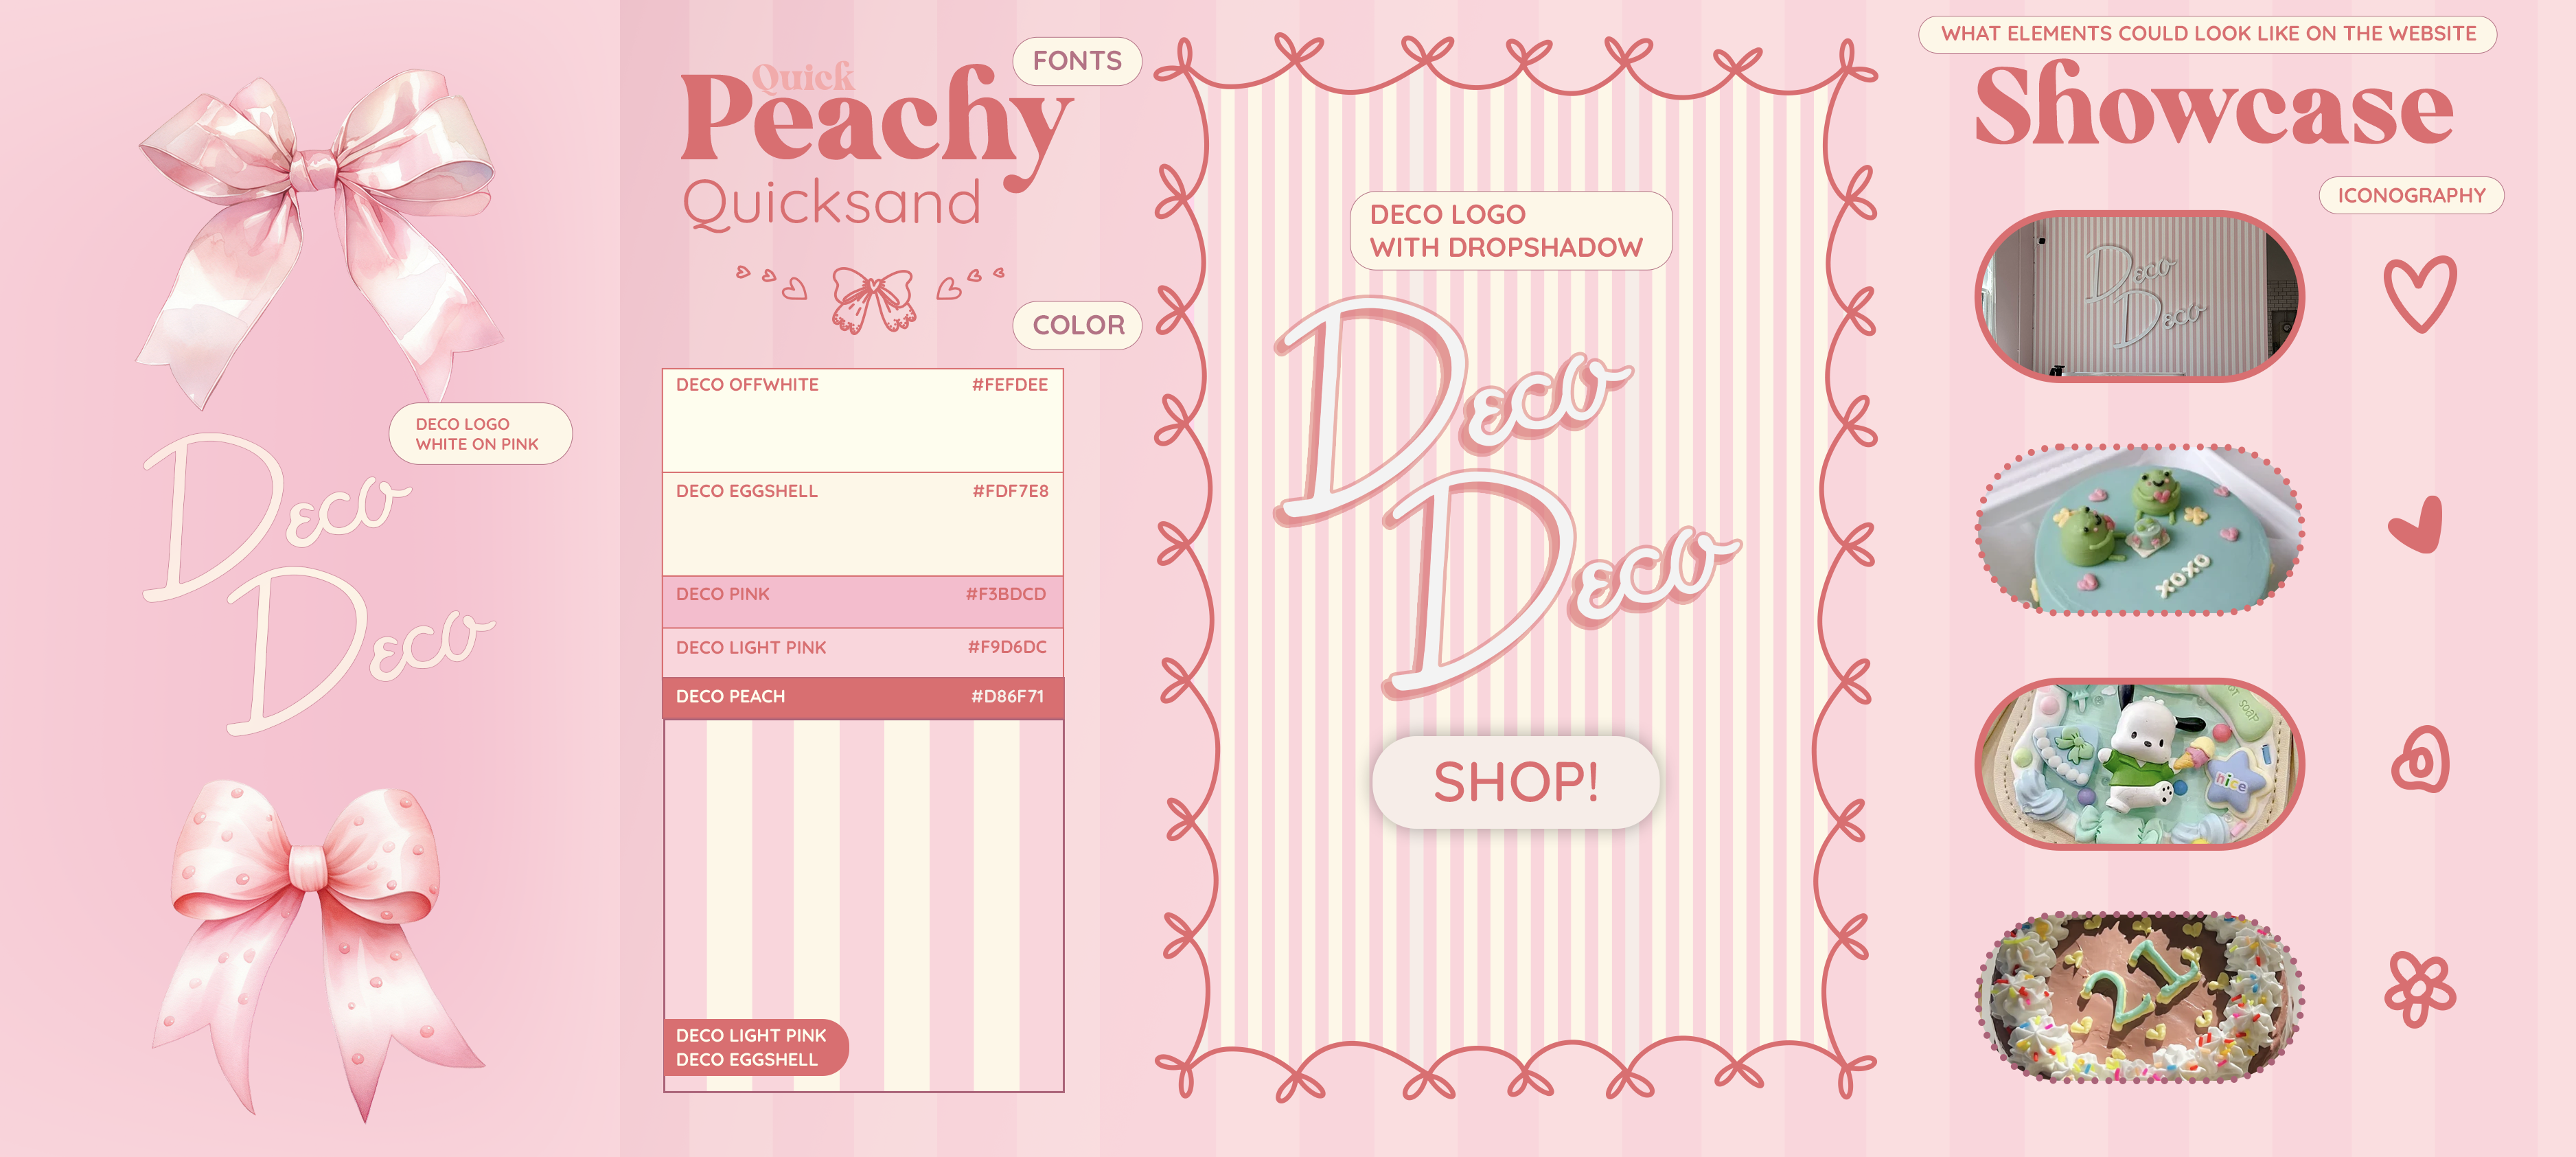 DECO LOGO
WHITE ON PINK
Deco
Deco
FONTS
Quick
Peachy
Quicksand
COLOR
DECO OFFWHITE #FEFDEE
DECO EGGSHELL #FDF7E8
DECO PINK #F3BDCD
DECO LIGHT PINK #F9D6DC
DECO PEACH #D86F71
DECO LIGHT PINK
DECO EGGSHELL
DECO LOGO
WITH DROPSHADOW
Deco
Deco
SHOP!
WHAT ELEMENTS COULD LOOK LIKE ON THE WEBSITE
Showcase
ICONOGRAPHY
Deco
Deco
XOXO
SOAP
nice
21